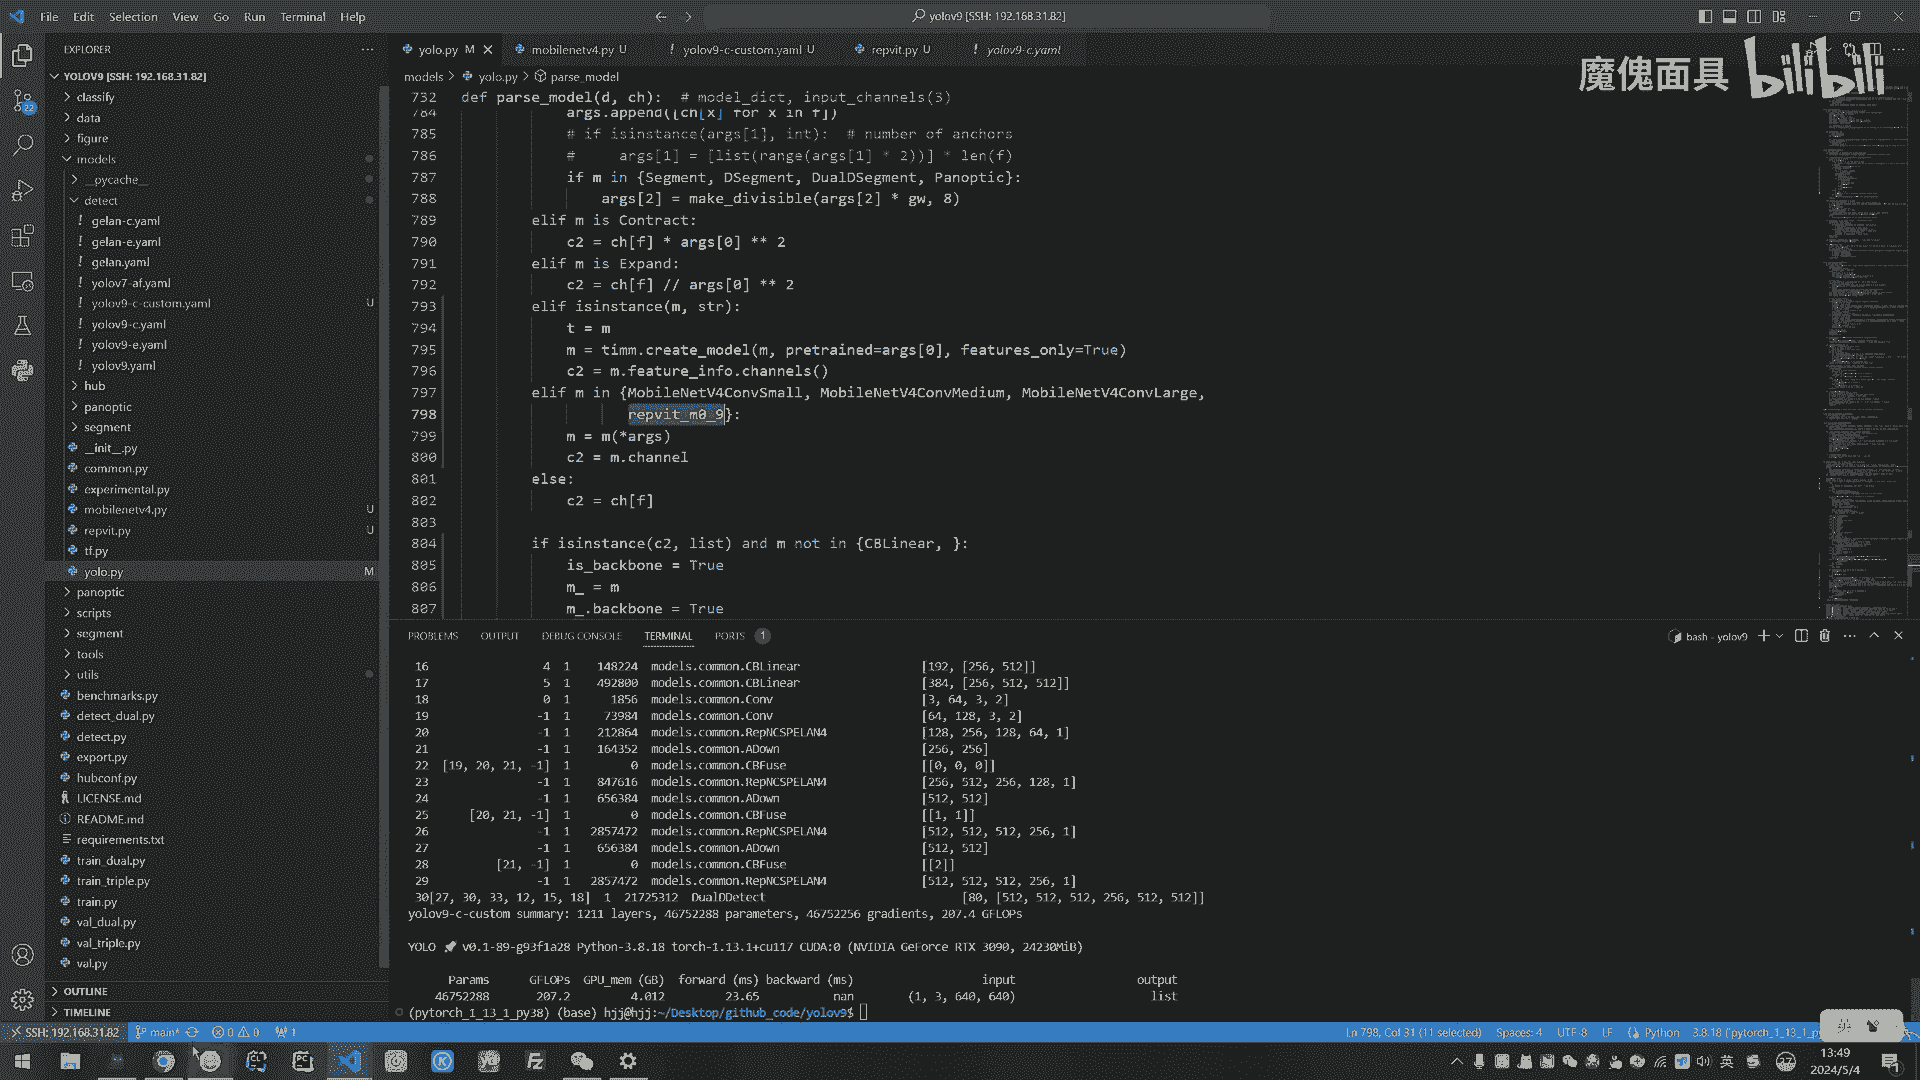 File Edit Selection View Go Run Terminal Help
yolov9 [SSH: 192.168.31.82]
EXPLORER
YOLOV9 [SSH: 192.168.31.82]
classify
data
figure
models
__pycache__
detect
gelan-c.yaml
gelan-e.yaml
gelan.yaml
yolov7-af.yaml
yolov9-c-custom.yaml U
yolov9-c.yaml
yolov9-e.yaml
yolov9.yaml
hub
panoptic
segment
__init__.py
common.py
experimental.py
mobilenetv4.py U
repvit.py U
tf.py
yolo.py M
panoptic
scripts
segment
tools
utils
benchmarks.py
detect_dual.py
detect.py
export.py
hubconf.py
LICENSE.md
README.md
requirements.txt
train_dual.py
train_triple.py
train.py
val_dual.py
val_triple.py
val.py
OUTLINE
TIMELINE
yolo.py M mobilenetv4.py U yolov9-c-custom.yaml U repvit.py U yolov9-c.yaml
魔傀面具 bilibili
models > yolo.py > parse_model
732 def parse_model(d, ch):  # model_dict, input_channels(3)
784 args.append([ch[x] for x in f])
785 # if isinstance(args[1], int):  # number of anchors
786 #     args[1] = [list(range(args[1] * 2))] * len(f)
787 if m in {Segment, DSegment, DualDSegment, Panoptic}:
788 args[2] = make_divisible(args[2] * gw, 8)
789 elif m is Contract:
790 c2 = ch[f] * args[0] ** 2
791 elif m is Expand:
792 c2 = ch[f] // args[0] ** 2
793 elif isinstance(m, str):
794 t = m
795 m = timm.create_model(m, pretrained=args[0], features_only=True)
796 c2 = m.feature_info.channels()
797 elif m in {MobileNetV4ConvSmall, MobileNetV4ConvMedium, MobileNetV4ConvLarge,
798 repvit_m0_9}:
799 m = m(*args)
800 c2 = m.channel
801 else:
802 c2 = ch[f]
803
804 if isinstance(c2, list) and m not in {CBLinear, }:
805 is_backbone = True
806 m_ = m
807 m_.backbone = True
PROBLEMS OUTPUT DEBUG CONSOLE TERMINAL PORTS 1
bash - yolov9
16 4 1 148224 models.common.CBLinear [192, [256, 512]]
17 5 1 492800 models.common.CBLinear [384, [256, 512, 512]]
18 0 1 1856 models.common.Conv [3, 64, 3, 2]
19 -1 1 73984 models.common.Conv [64, 128, 3, 2]
20 -1 1 212864 models.common.RepNCSPELAN4 [128, 256, 128, 64, 1]
21 -1 1 164352 models.common.ADown [256, 256]
22 [19, 20, 21, -1] 1 0 models.common.CBFuse [[0, 0, 0]]
23 -1 1 847616 models.common.RepNCSPELAN4 [256, 512, 256, 128, 1]
24 -1 1 656384 models.common.ADown [512, 512]
25 [20, 21, -1] 1 0 models.common.CBFuse [[1, 1]]
26 -1 1 2857472 models.common.RepNCSPELAN4 [512, 512, 512, 256, 1]
27 -1 1 656384 models.common.ADown [512, 512]
28 [21, -1] 1 0 models.common.CBFuse [[2]]
29 -1 1 2857472 models.common.RepNCSPELAN4 [512, 512, 512, 256, 1]
30[27, 30, 33, 12, 15, 18] 1 21725312 DualDDetect [80, [512, 512, 512, 256, 512, 512]]
yolov9-c-custom summary: 1211 layers, 46752288 parameters, 46752256 gradients, 207.4 GFLOPs
YOLO 🚀 v0.1-89-g93f1a28 Python-3.8.18 torch-1.13.1+cu117 CUDA:0 (NVIDIA GeForce RTX 3090, 24230MiB)
Params GFLOPs GPU_mem (GB) forward (ms) backward (ms) input output
46752288 207.2 4.012 23.65 nan (1, 3, 640, 640) list
(pytorch_1_13_1_py38) (base) hjj@hjj:~/Desktop/github_code/yolov9$
SSH: 192.168.31.82 main* 0 0 1
Ln 798, Col 31 (11 selected) Spaces: 4 UTF-8 LF Python 3.8.18 ('pytorch_1_13_1_py
英
13:49
2024/5/4